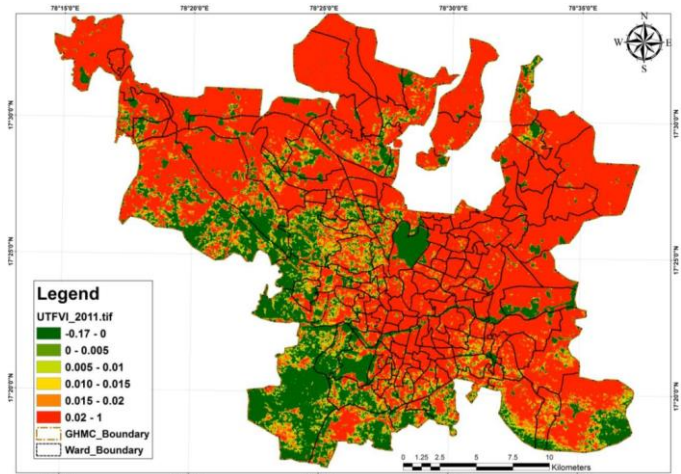 78°15'0"E 78°20'0"E 78°25'0"E 78°30'0"E 78°35'0"E
N
W E
S
17°30'0"N 17°30'0"N
17°25'0"N 17°25'0"N
17°20'0"N 17°20'0"N
Legend
UTFVI_2011.tif
-0.17 - 0
0 - 0.005
0.005 - 0.01
0.010 - 0.015
0.015 - 0.02
0.02 - 1
GHMC_Boundary
Ward_Boundary
0 1.25 2.5 5 7.5 10
Kilometers